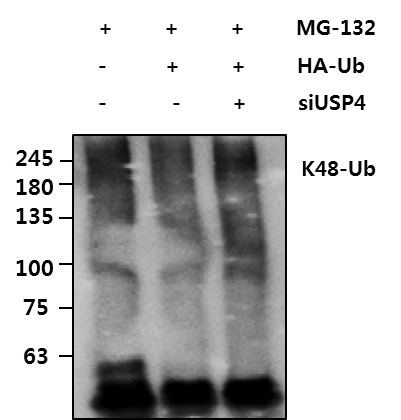 + + + MG-132
- + + HA-Ub
- - + siUSP4
245
K48-Ub
180
135
100
75
63